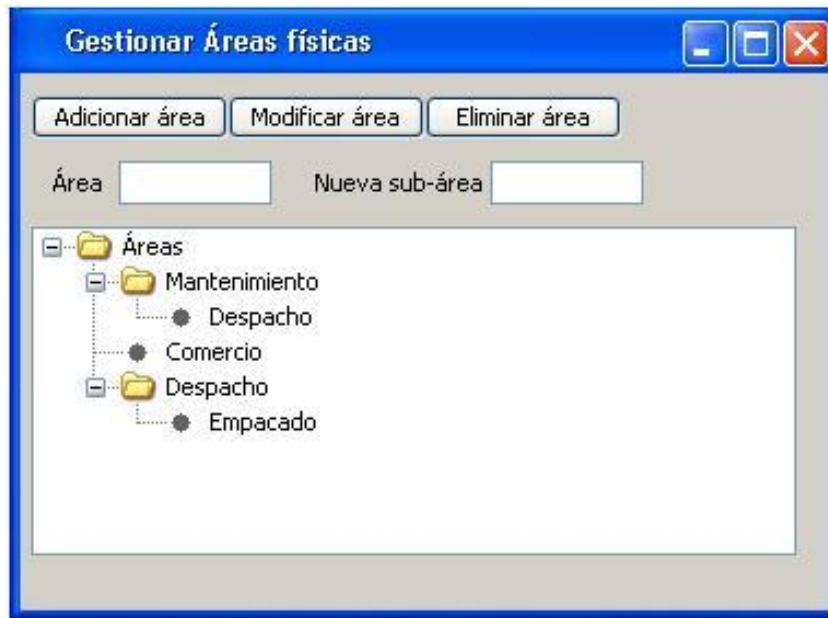 Gestionar Áreas físicas
Adicionar área Modificar área Eliminar área
Área Nueva sub-área
Áreas
Mantenimiento
Despacho
Comercio
Despacho
Empacado